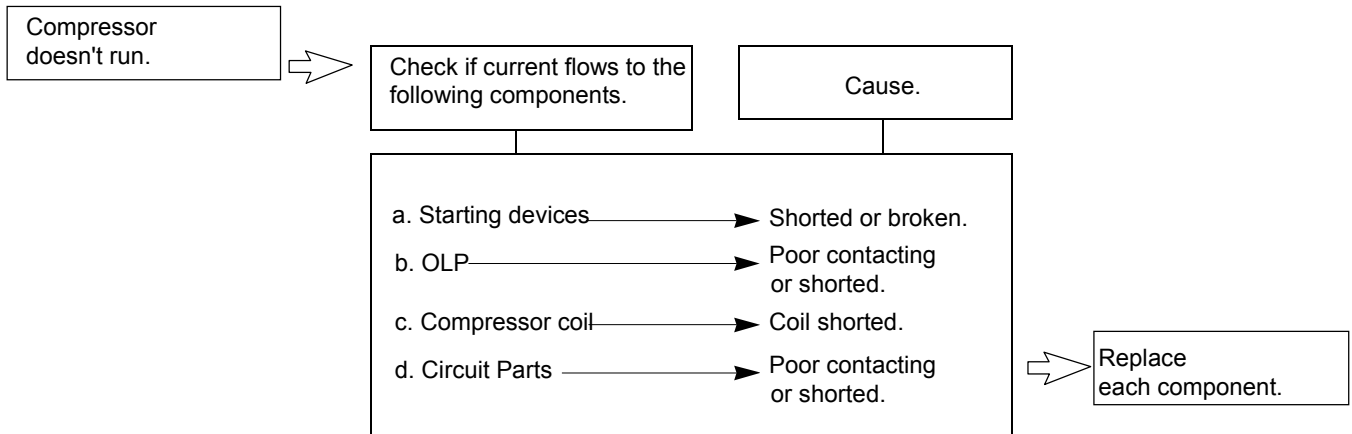 Compressor
doesn't run.
Check if current flows to the
following components.
Cause.
a. Starting devices
Shorted or broken.
b. OLP
Poor contacting
or shorted.
c. Compressor coil
Coil shorted.
d. Circuit Parts
Poor contacting
or shorted.
Replace
each component.